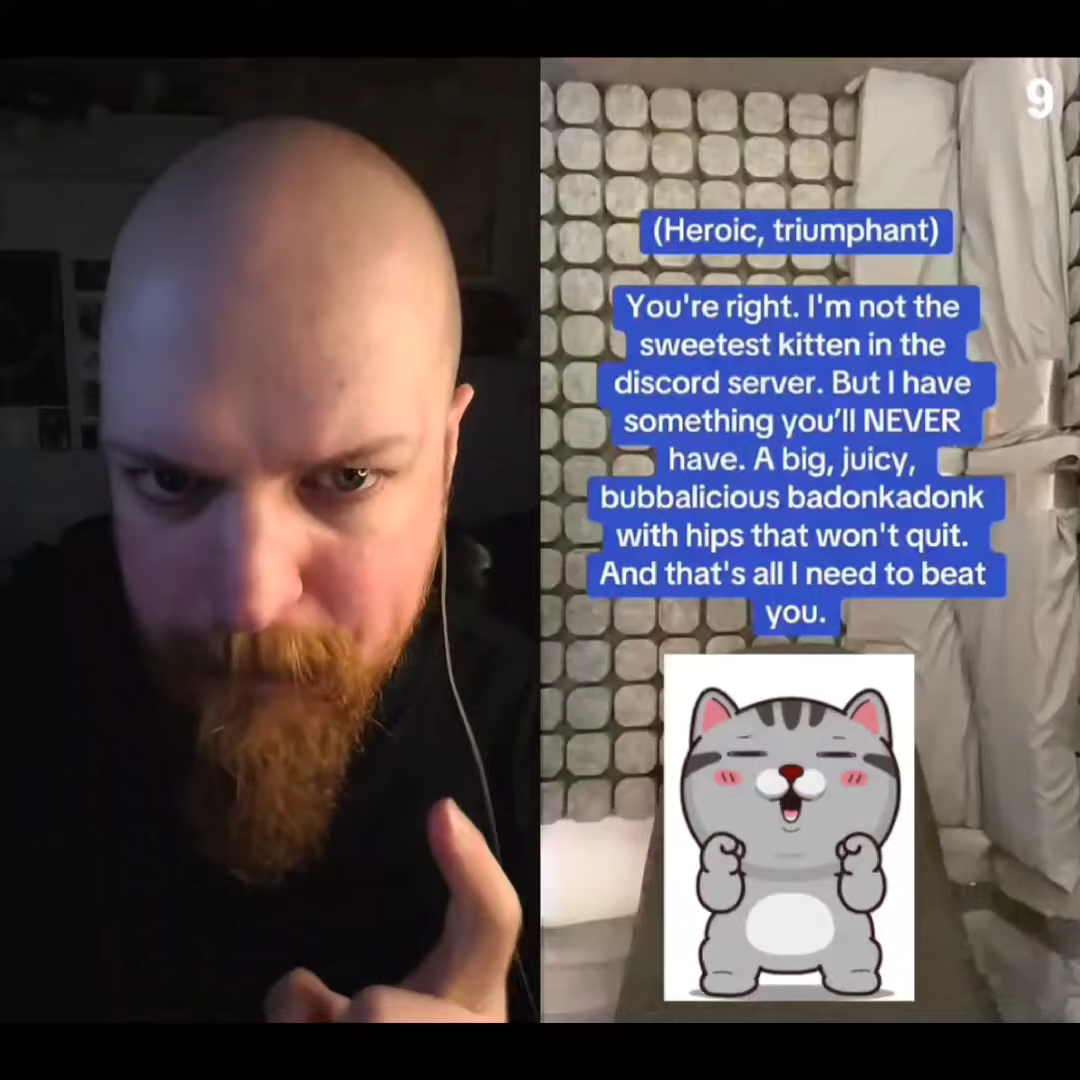 9
(Heroic, triumphant)
You're right. I'm not the
sweetest kitten in the
discord server. But I have
something you’ll NEVER
have. A big, juicy,
bubbalicious badonkadonk
with hips that won't quit.
And that's all I need to beat
you.